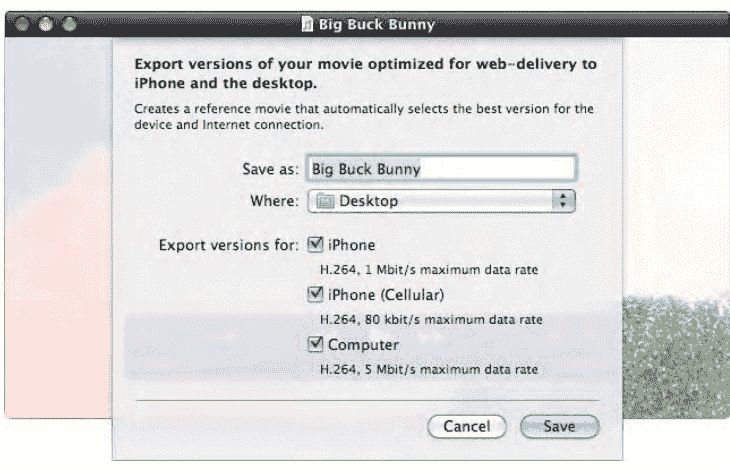 Big Buck Bunny
Export versions of your movie optimized for web-delivery to
iPhone and the desktop.
Creates a reference movie that automatically selects the best version for the
device and Internet connection.
Save as: Big Buck Bunny
Where: Desktop
Export versions for: iPhone
H.264, 1 Mbit/s maximum data rate
iPhone (Cellular)
H.264, 80 kbit/s maximum data rate
Computer
H.264, 5 Mbit/s maximum data rate
Cancel Save